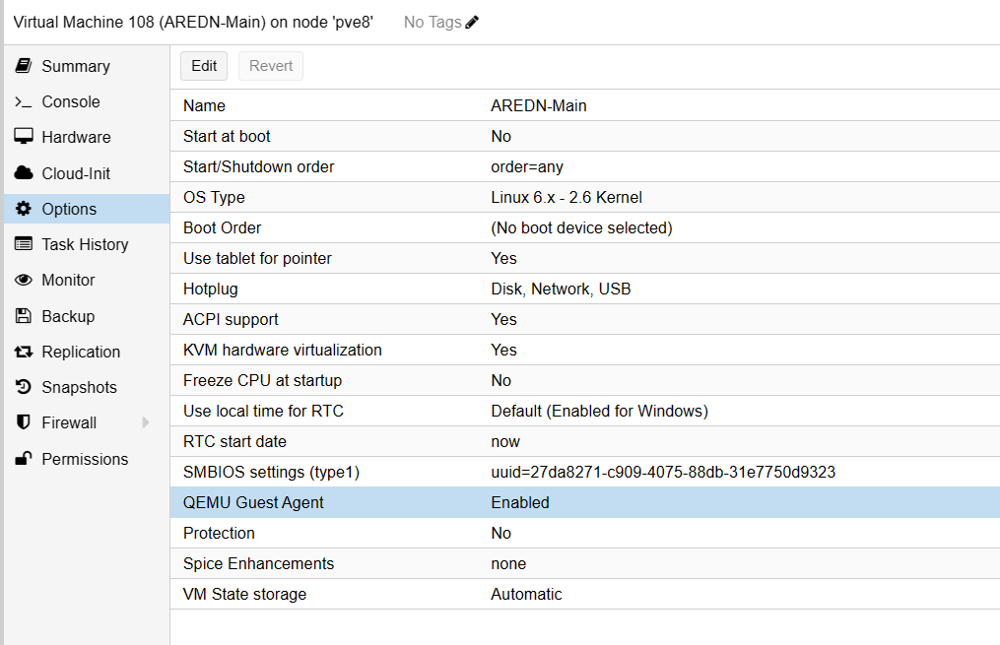 Virtual Machine 108 (AREDN-Main) on node 'pve8' No Tags
Summary
Console
Hardware
Cloud-Init
Options
Task History
Monitor
Backup
Replication
Snapshots
Firewall
Permissions
Edit Revert
Name AREDN-Main
Start at boot No
Start/Shutdown order order=any
OS Type Linux 6.x - 2.6 Kernel
Boot Order (No boot device selected)
Use tablet for pointer Yes
Hotplug Disk, Network, USB
ACPI support Yes
KVM hardware virtualization Yes
Freeze CPU at startup No
Use local time for RTC Default (Enabled for Windows)
RTC start date now
SMBIOS settings (type1) uuid=27da8271-c909-4075-88db-31e7750d9323
QEMU Guest Agent Enabled
Protection No
Spice Enhancements none
VM State storage Automatic